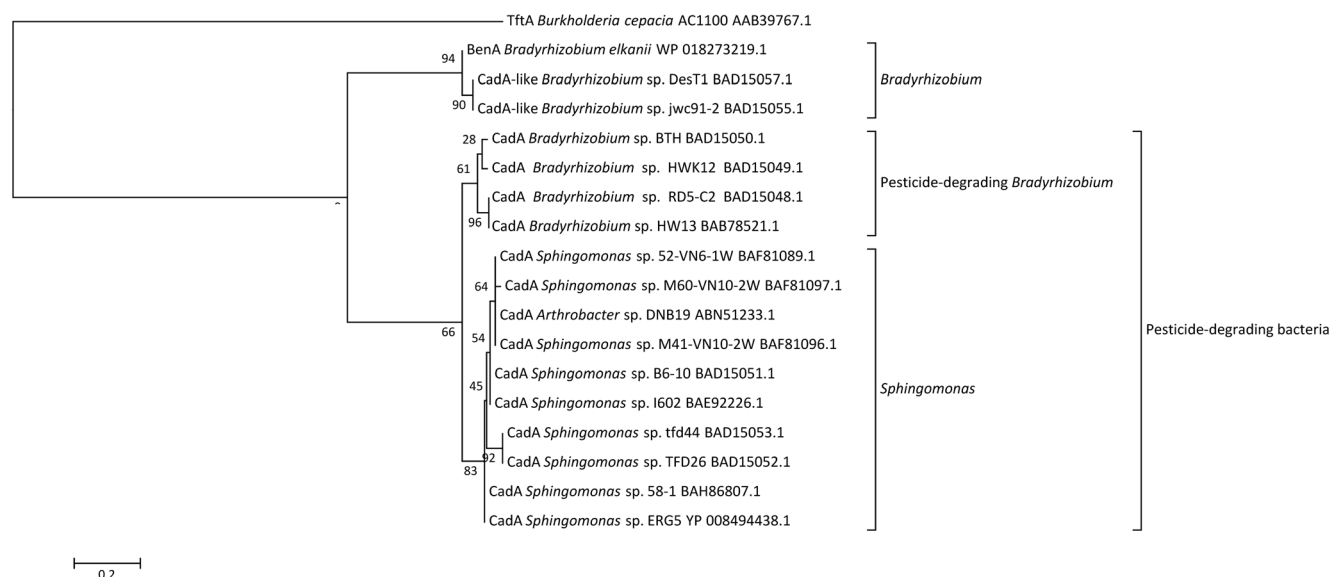 TftA Burkholderia cepacia AC1100 AAB39767.1
BenA Bradyrhizobium elkanii WP 018273219.1
94
CadA-like Bradyrhizobium sp. DesT1 BAD15057.1
Bradyrhizobium
90
CadA-like Bradyrhizobium sp. jwc91-2 BAD15055.1
28
CadA Bradyrhizobium sp. BTH BAD15050.1
61
CadA Bradyrhizobium sp. HWK12 BAD15049.1
Pesticide-degrading Bradyrhizobium
CadA Bradyrhizobium sp. RD5-C2 BAD15048.1
96
CadA Bradyrhizobium sp. HW13 BAB78521.1
CadA Sphingomonas sp. 52-VN6-1W BAF81089.1
64
CadA Sphingomonas sp. M60-VN10-2W BAF81097.1
CadA Arthrobacter sp. DNB19 ABN51233.1
66
Pesticide-degrading bacteria
54
CadA Sphingomonas sp. M41-VN10-2W BAF81096.1
CadA Sphingomonas sp. B6-10 BAD15051.1
45
Sphingomonas
CadA Sphingomonas sp. I602 BAE92226.1
CadA Sphingomonas sp. tfd44 BAD15053.1
92
CadA Sphingomonas sp. TFD26 BAD15052.1
83
CadA Sphingomonas sp. 58-1 BAH86807.1
CadA Sphingomonas sp. ERG5 YP 008494438.1
0.2